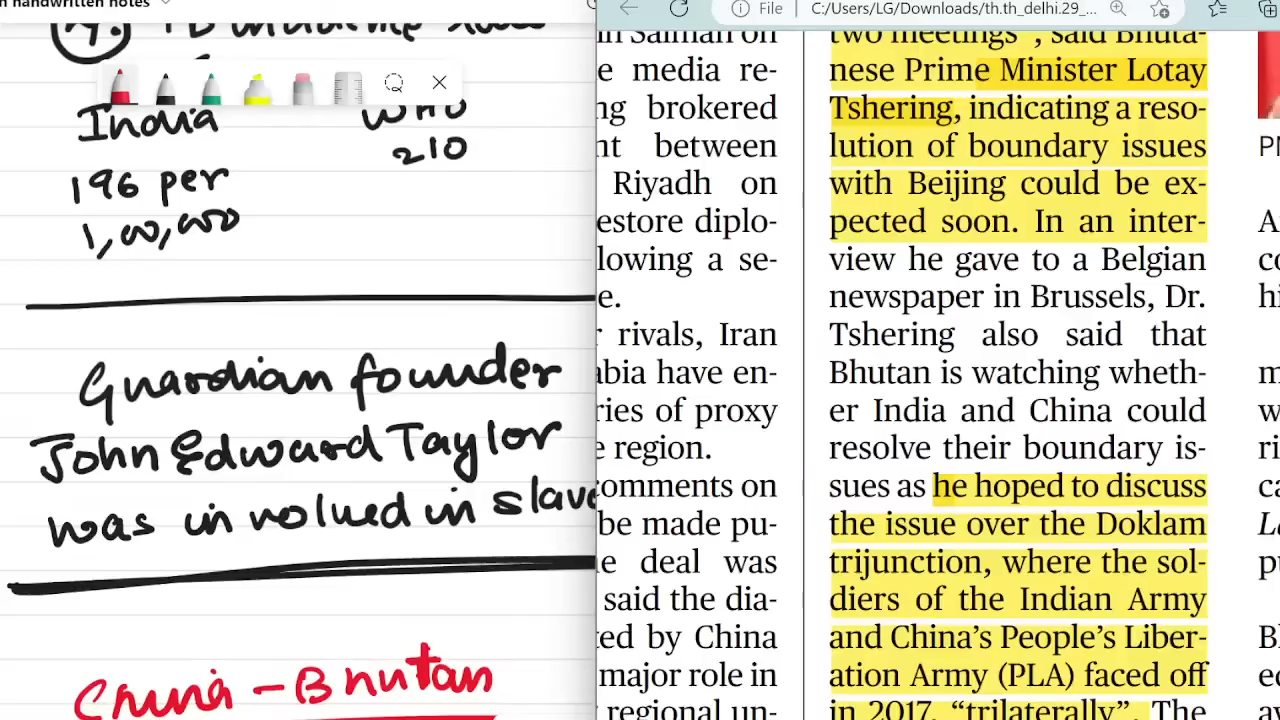 n handwritten notes
India
WHO
210
196 per
1,00,000
Guardian founder
John Edward Taylor
was involved in slave
China - Bhutan
File
C:/Users/LG/Downloads/th.th_delhi.29_...
in Salman on
e media re-
ng brokered
nt between
Riyadh on
estore diplo-
lowing a se-
e.
r rivals, Iran
abia have en-
ries of proxy
e region.
comments on
be made pu-
e deal was
said the dia-
ted by China
major role in
regional un-
two meetings", said Bhuta-
nese Prime Minister Lotay
Tshering, indicating a reso-
lution of boundary issues
with Beijing could be ex-
pected soon. In an inter-
view he gave to a Belgian
newspaper in Brussels, Dr.
Tshering also said that
Bhutan is watching wheth-
er India and China could
resolve their boundary is-
sues as he hoped to discuss
the issue over the Doklam
trijunction, where the sol-
diers of the Indian Army
and China's People's Liber-
ation Army (PLA) faced off
in 2017, "trilaterally". The